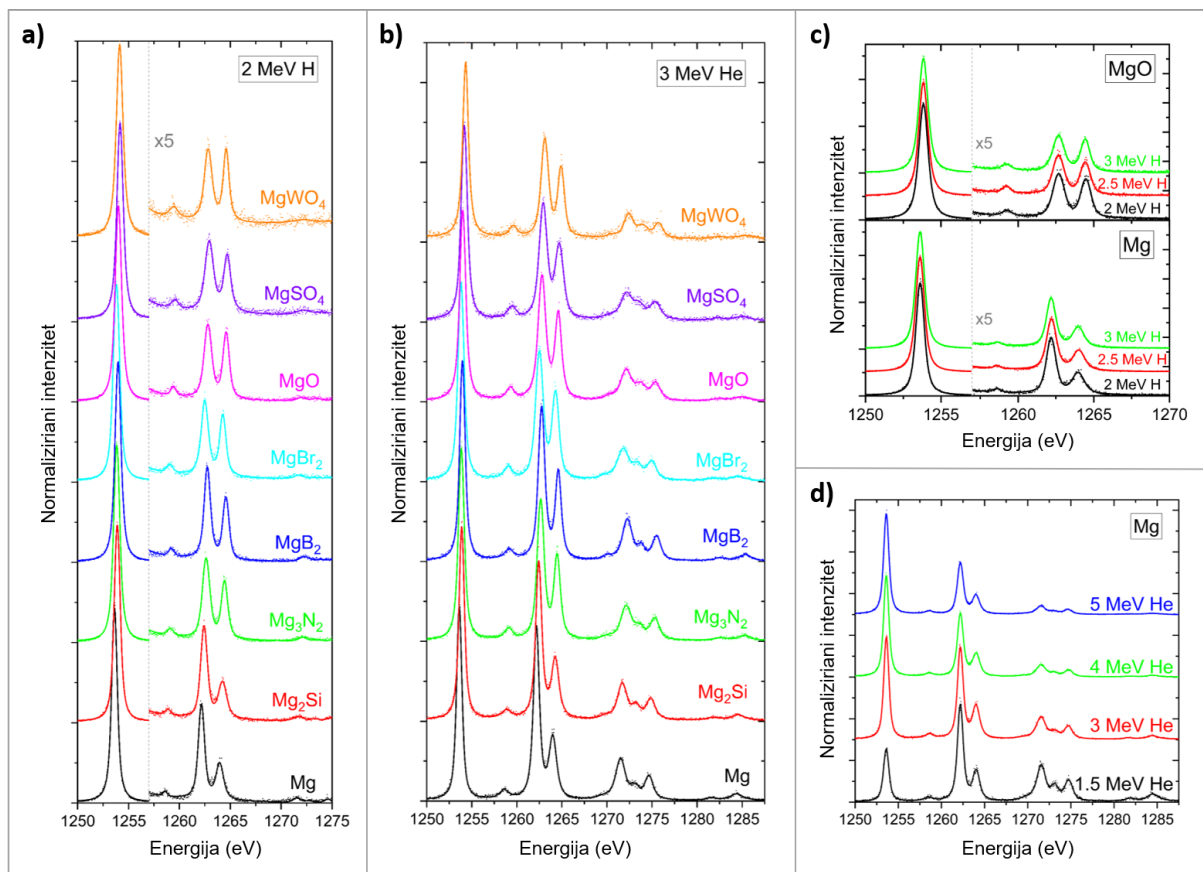 a)
2 MeV H
x5
MgWO₄
MgSO₄
MgO
MgBr₂
MgB₂
Mg₃N₂
Mg₂Si
Mg
Normaliziriani intenzitet
1250 1255 1260 1265 1270 1275
Energija (eV)
b)
3 MeV He
MgWO₄
MgSO₄
MgO
MgBr₂
MgB₂
Mg₃N₂
Mg₂Si
Mg
Normaliziriani intenzitet
1250 1255 1260 1265 1270 1275 1280 1285
Energija (eV)
c)
MgO
x5
3 MeV H
2.5 MeV H
2 MeV H
Mg
x5
3 MeV H
2.5 MeV H
2 MeV H
Normaliziriani intenzitet
1250 1255 1260 1265 1270
Energija (eV)
d)
Mg
5 MeV He
4 MeV He
3 MeV He
1.5 MeV He
Normaliziriani intenzitet
1250 1255 1260 1265 1270 1275 1280 1285
Energija (eV)